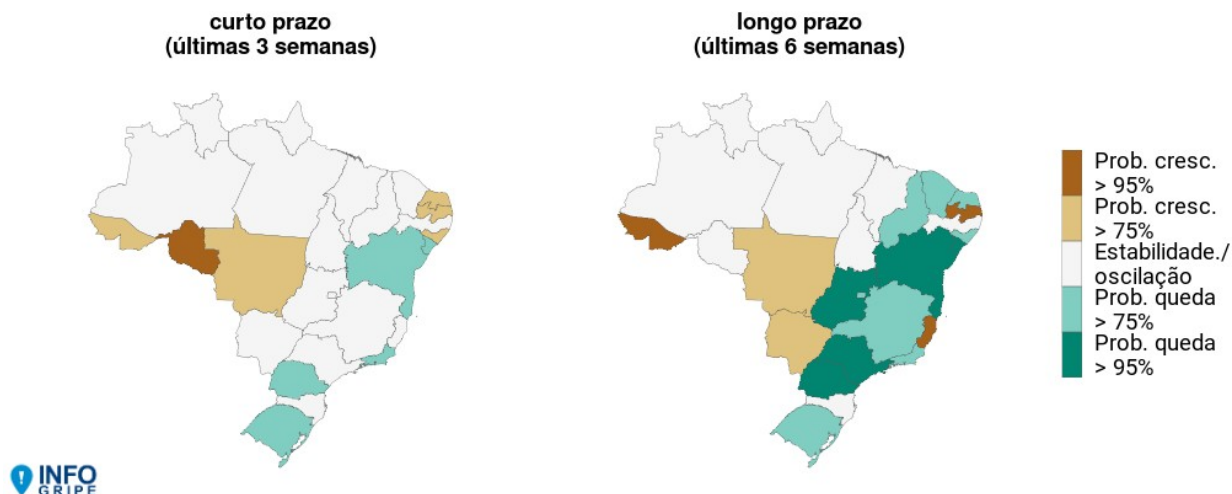 curto prazo
(últimas 3 semanas)
longo prazo
(últimas 6 semanas)
Prob. cresc.
> 95%
Prob. cresc.
> 75%
Estabilidade./
oscilação
Prob. queda
> 75%
Prob. queda
> 95%
INFO
GRIPE